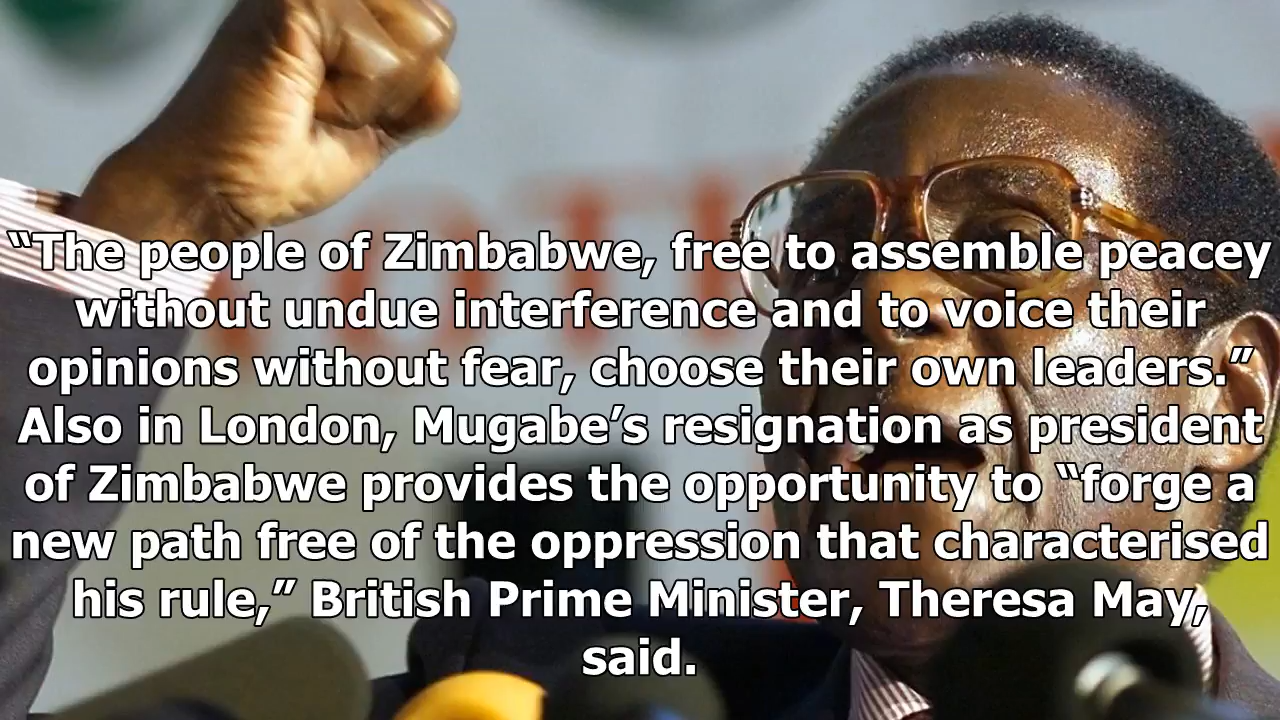 “The people of Zimbabwe, free to assemble peacey
without undue interference and to voice their
opinions without fear, choose their own leaders.”
Also in London, Mugabe’s resignation as president
of Zimbabwe provides the opportunity to “forge a
new path free of the oppression that characterised
his rule,” British Prime Minister, Theresa May,
said.